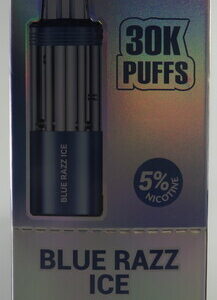 30K
PUFFS
BLUE RAZZ ICE
5%
NICOTINE
BLUE RAZZ
ICE